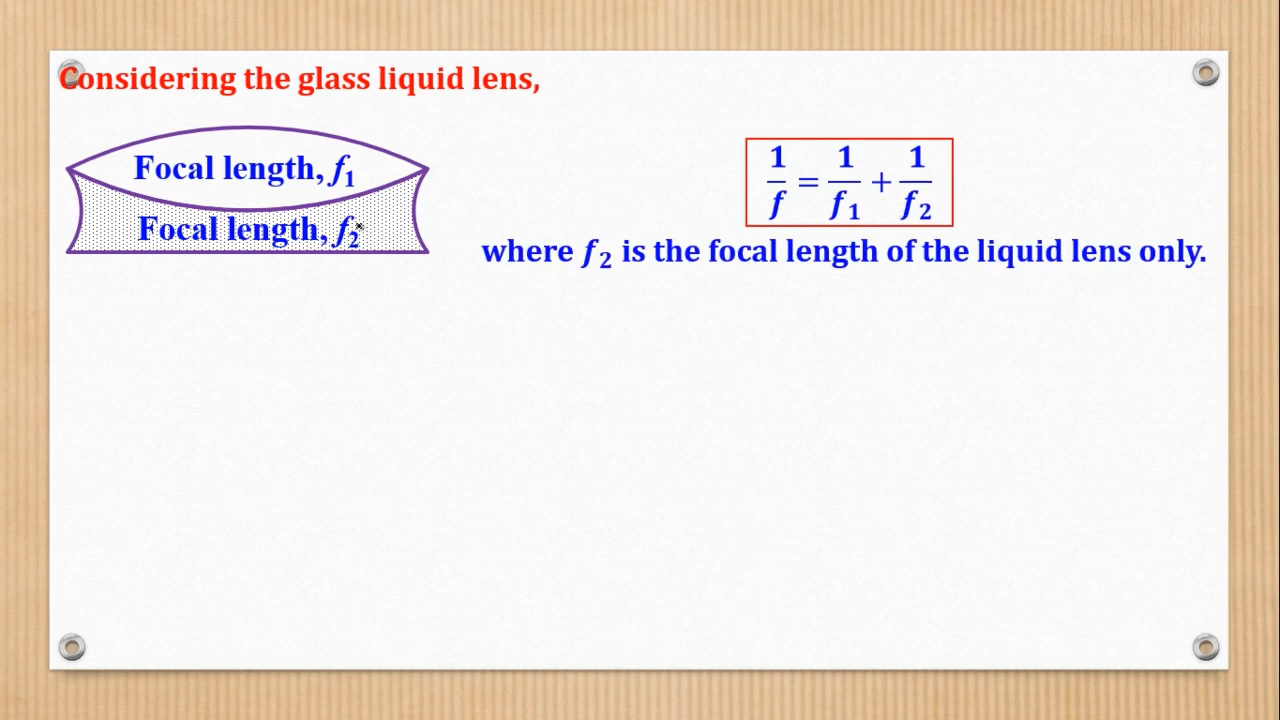 Considering the glass liquid lens,
Focal length, f₁
Focal length, f₂
1/f = 1/f₁ + 1/f₂
where f₂ is the focal length of the liquid lens only.